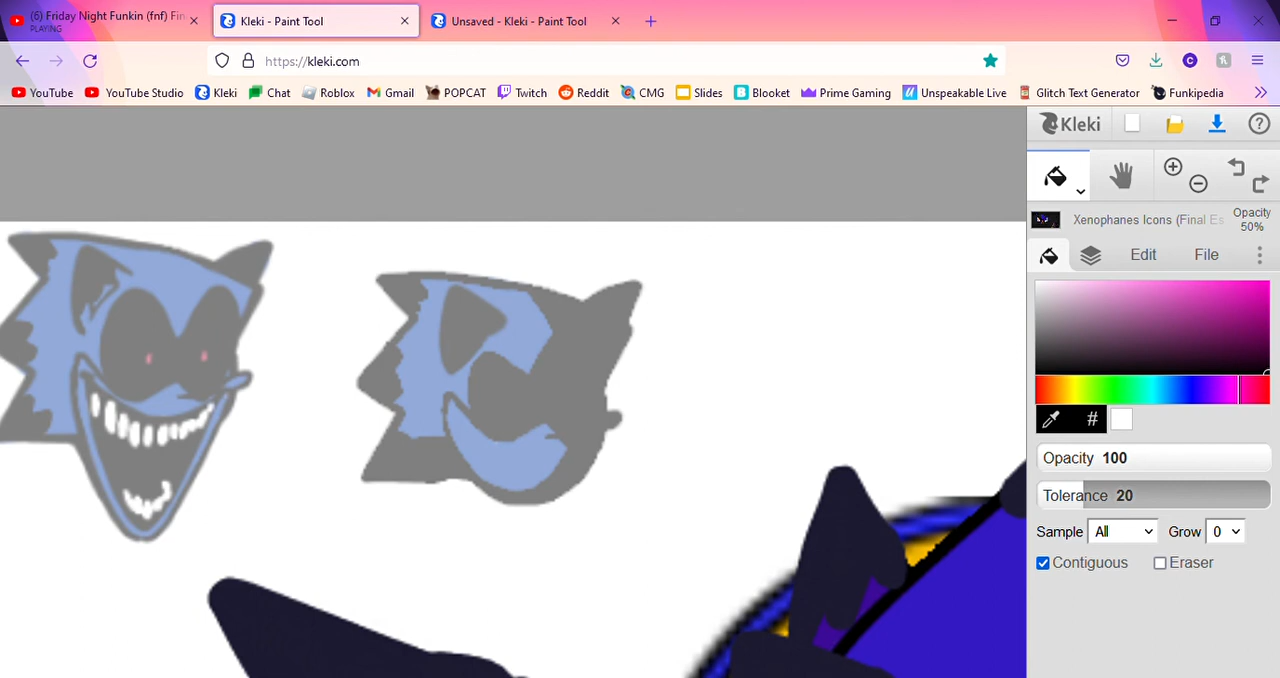 (6) Friday Night Funkin (fnf) Fin
PLAYING
Kleki - Paint Tool
Unsaved - Kleki - Paint Tool
https://kleki.com
YouTube YouTube Studio Kleki Chat Roblox Gmail POPCAT Twitch Reddit CMG Slides Blooket Prime Gaming Unspeakable Live Glitch Text Generator Funkipedia
Kleki
Xenophanes Icons (Final Es
Opacity
50%
Edit File
#
Opacity 100
Tolerance 20
Sample All Grow 0
Contiguous Eraser